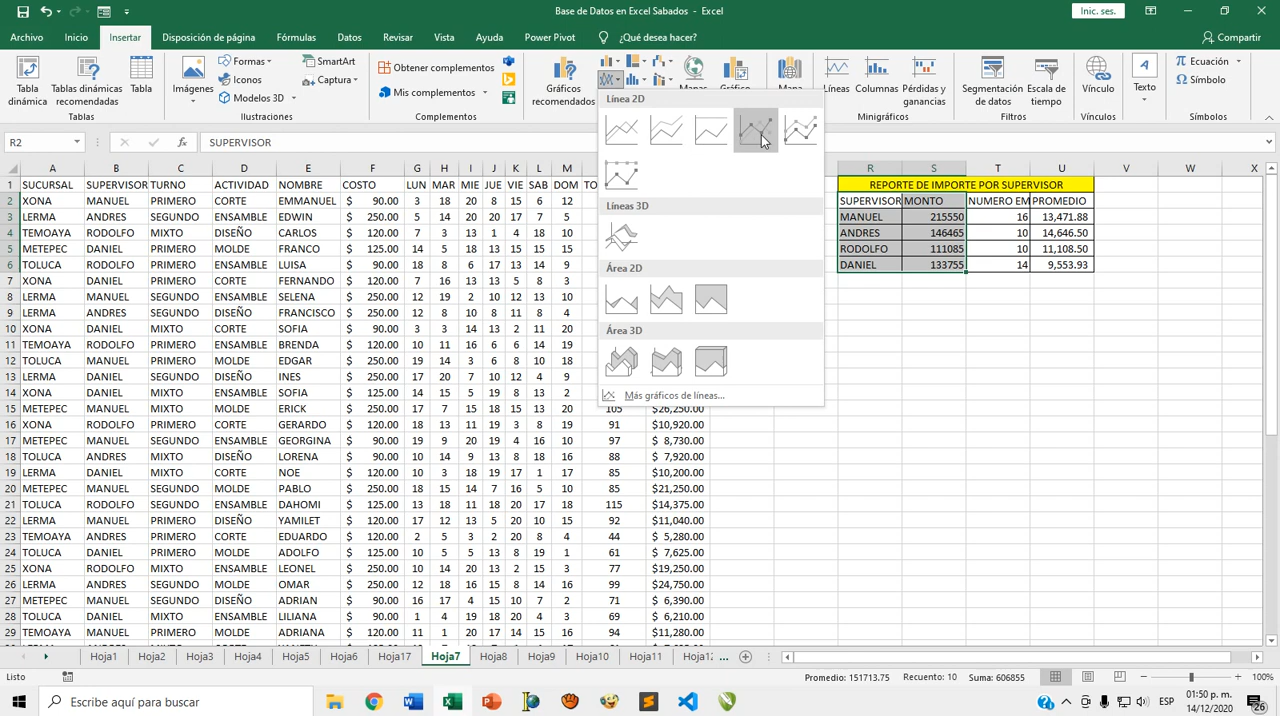 Base de Datos en Excel Sabados - Excel
Inic. ses.
Archivo Inicio Insertar Disposición de página Fórmulas Datos Revisar Vista Ayuda Power Pivot ¿Qué desea hacer? Compartir
Tabla dinámica
Tablas dinámicas recomendadas
Tabla
Tablas
Imágenes
Formas
Iconos
Modelos 3D
SmartArt
Captura
Ilustraciones
Obtener complementos
Mis complementos
Complementos
Gráficos recomendados
Líneas
Columnas
Pérdidas y ganancias
Minigráficos
Segmentación de datos
Escala de tiempo
Filtros
Vínculo
Vínculos
Texto
Ecuación
Símbolo
Símbolos
Línea 2D
Líneas 3D
Área 2D
Área 3D
Más gráficos de líneas...
R2 SUPERVISOR
A B C D E F G H I J K L M R S T U V W X
1 SUCURSAL SUPERVISOR TURNO ACTIVIDAD NOMBRE COSTO LUN MAR MIE JUE VIE SAB DOM TO REPORTE DE IMPORTE POR SUPERVISOR
2 XONA MANUEL PRIMERO CORTE EMMANUEL $ 90.00 3 18 20 8 15 6 12 SUPERVISOR MONTO NUMERO EM PROMEDIO
3 LERMA ANDRES SEGUNDO ENSAMBLE EDWIN $ 250.00 5 14 20 20 17 7 5 MANUEL 215550 16 13,471.88
4 TEMOAYA RODOLFO MIXTO DISEÑO CARLOS $ 120.00 7 3 13 1 4 18 10 ANDRES 146465 10 14,646.50
5 METEPEC DANIEL PRIMERO MOLDE FRANCO $ 125.00 14 5 18 13 15 15 15 RODOLFO 111085 10 11,108.50
6 TOLUCA RODOLFO PRIMERO ENSAMBLE LUISA $ 90.00 18 8 6 13 13 14 9 DANIEL 133755 14 9,553.93
7 XONA DANIEL PRIMERO ENSAMBLE FERNANDO $ 120.00 7 16 13 13 5 8 3
8 LERMA MANUEL SEGUNDO ENSAMBLE SELENA $ 250.00 12 19 2 10 14 5 11
9 LERMA ANDRES SEGUNDO DISEÑO FRANCISCO $ 250.00 12 8 10 8 11 8 4
10 XONA DANIEL MIXTO CORTE SOFIA $ 90.00 3 3 14 13 2 11 20
11 TEMOAYA RODOLFO PRIMERO ENSAMBLE BRENDA $ 120.00 10 11 16 6 6 14 19
12 TOLUCA MANUEL PRIMERO MOLDE EDGAR $ 250.00 19 14 3 6 8 10 18
13 LERMA DANIEL SEGUNDO ENSAMBLE INES $ 250.00 17 20 7 10 12 4 9
14 XONA DANIEL MIXTO CORTE SOFIA $ 120.00 14 15 5 19 8 13 2
15 METEPEC ANDRES MIXTO MOLDE ERICK $ 250.00 17 7 15 18 15 13 20 105 $26,250.00
16 XONA RODOLFO MIXTO CORTE GERARDO $ 120.00 18 13 11 19 3 8 19 91 $10,920.00
17 METEPEC MANUEL SEGUNDO ENSAMBLE GEORGINA $ 90.00 19 9 20 19 4 16 10 97 $ 8,730.00
18 TOLUCA ANDRES MIXTO DISEÑO LORENA $ 90.00 10 14 9 13 8 18 16 88 $ 7,920.00
19 LERMA DANIEL MIXTO CORTE NOE $ 120.00 10 3 18 19 17 1 17 85 $10,200.00
20 METEPEC MANUEL SEGUNDO MOLDE PABLO $ 250.00 18 15 14 7 16 5 10 85 $21,250.00
21 TOLUCA RODOLFO SEGUNDO ENSAMBLE DAHOMI $ 125.00 10 18 17 17 18 17 18 115 $14,375.00
22 LERMA MANUEL PRIMERO DISEÑO YAMILET $ 120.00 17 12 13 5 20 10 15 92 $11,040.00
23 TEMOAYA ANDRES PRIMERO CORTE EDUARDO $ 120.00 2 5 3 2 13 12 7 44 $ 5,280.00
24 TOLUCA DANIEL PRIMERO MOLDE ADOLFO $ 125.00 10 5 5 13 8 19 1 61 $ 7,625.00
25 XONA RODOLFO MIXTO ENSAMBLE LEONEL $ 250.00 10 14 20 13 2 15 3 77 $19,250.00
26 LERMA ANDRES SEGUNDO MOLDE OMAR $ 250.00 12 18 16 15 8 14 16 99 $24,750.00
27 METEPEC MANUEL SEGUNDO DISEÑO ADRIAN $ 90.00 16 17 4 15 10 7 2 71 $ 6,390.00
28 TOLUCA DANIEL MIXTO ENSAMBLE LILIANA $ 90.00 1 4 19 18 20 4 3 69 $ 6,210.00
29 TEMOAYA MANUEL PRIMERO MOLDE ADRIANA $ 120.00 11 1 20 17 14 15 16 94 $11,280.00
Hoja1 Hoja2 Hoja3 Hoja4 Hoja5 Hoja6 Hoja17 Hoja7 Hoja8 Hoja9 Hoja10 Hoja11 Hoja12 ...
Listo Promedio: 151713.75 Recuento: 10 Suma: 606855 100%
Escribe aquí para buscar ESP 01:50 p. m.
14/12/2020 26